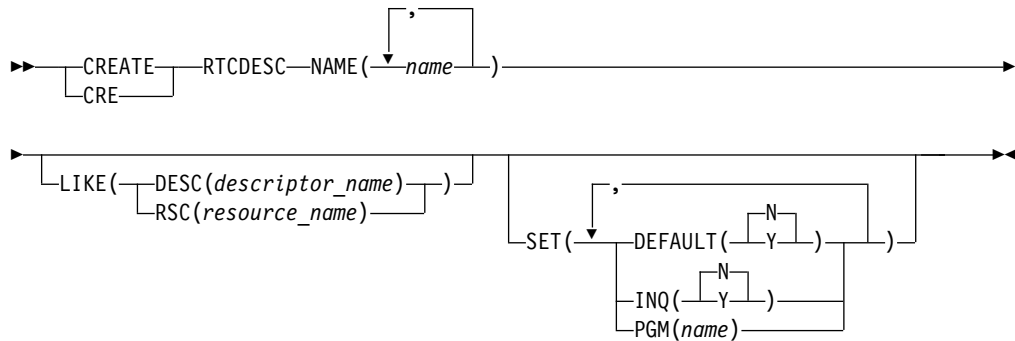 ,
CREATE RTCDESC NAME( name )
CRE
LIKE( DESC(descriptor_name) )
RSC(resource_name)
,
N
SET( DEFAULT( Y ) )
N
INQ( Y )
PGM(name)